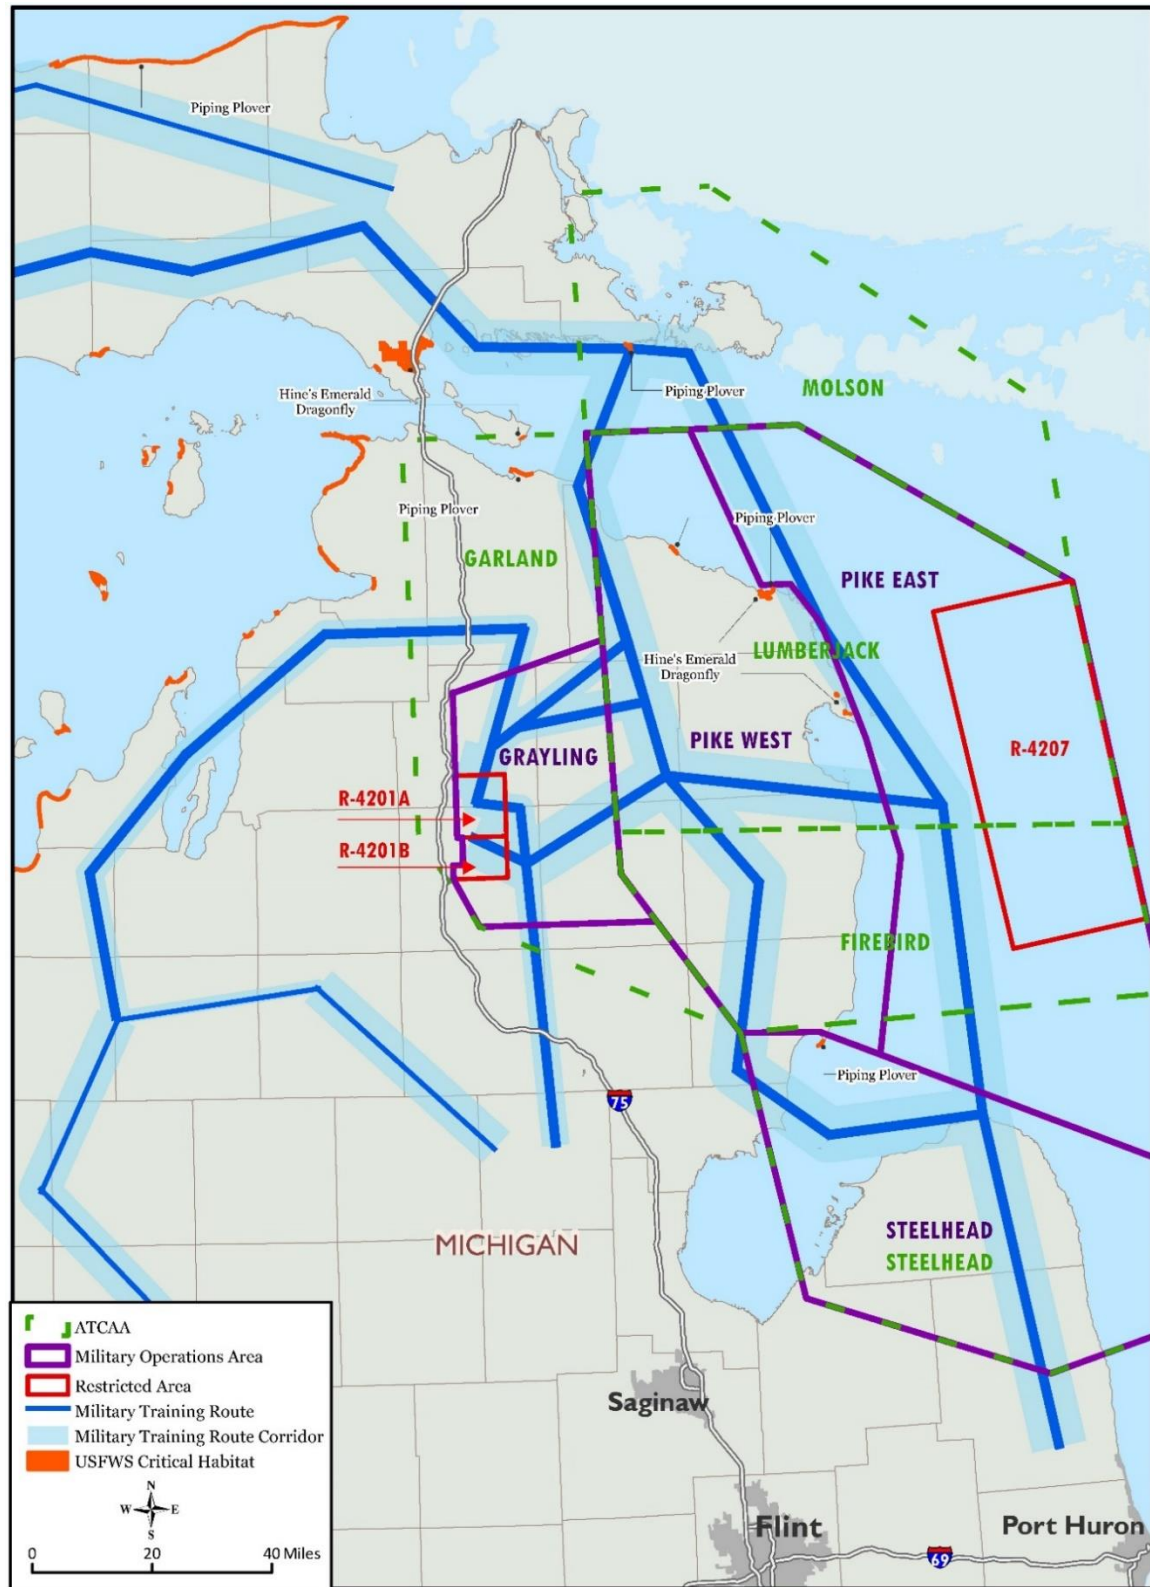 Piping Plover
MOLSON
Hine's Emerald
Dragonfly
Piping Plover
Piping Plover
Piping Plover
GARLAND
PIKE EAST
LUMBERJACK
Hine's Emerald
Dragonfly
GRAYLING
PIKE WEST
R-4207
R-4201A
R-4201B
FIREBIRD
Piping Plover
75
STEELHEAD
STEELHEAD
MICHIGAN
ATCAA
Military Operations Area
Restricted Area
Military Training Route
Military Training Route Corridor
USFWS Critical Habitat
N
W E
S
0 20 40 Miles
Saginaw
Flint
Port Huron
69